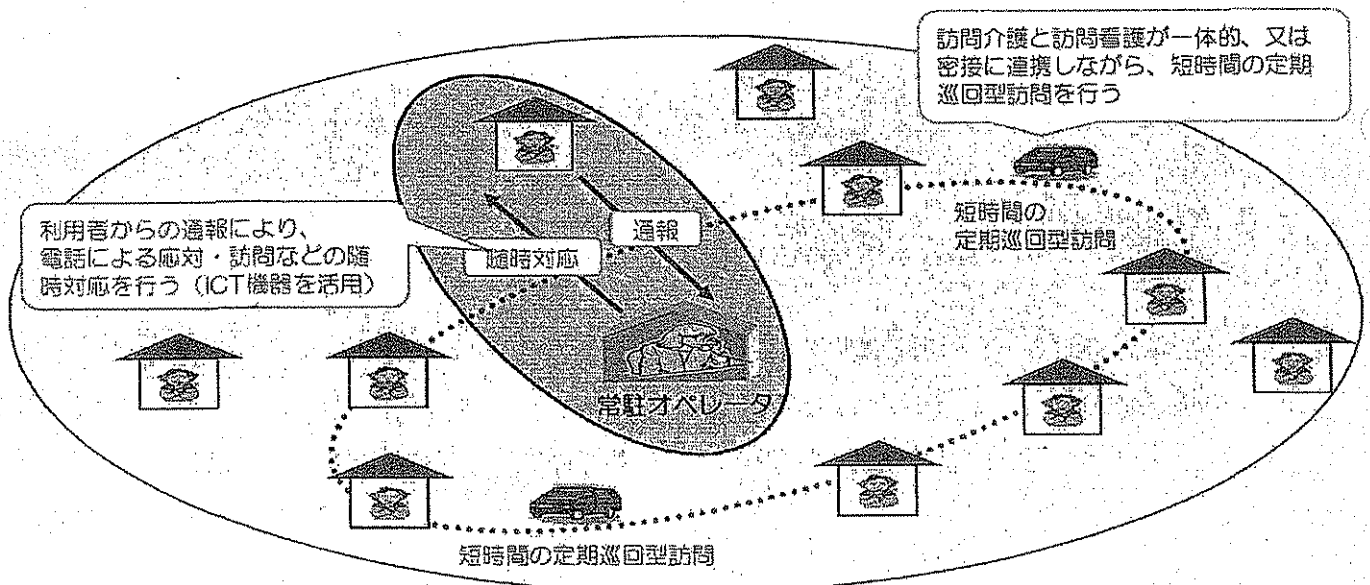 訪問介護と訪問看護が一体的、又は
密接に連携しながら、短時間の定期
巡回型訪問を行う
利用者からの通報により、
電話による応対・訪問などの随
時対応を行う（ICT機器を活用）
通報
随時対応
短時間の
定期巡回型訪問
常駐オペレータ
短時間の定期巡回型訪問